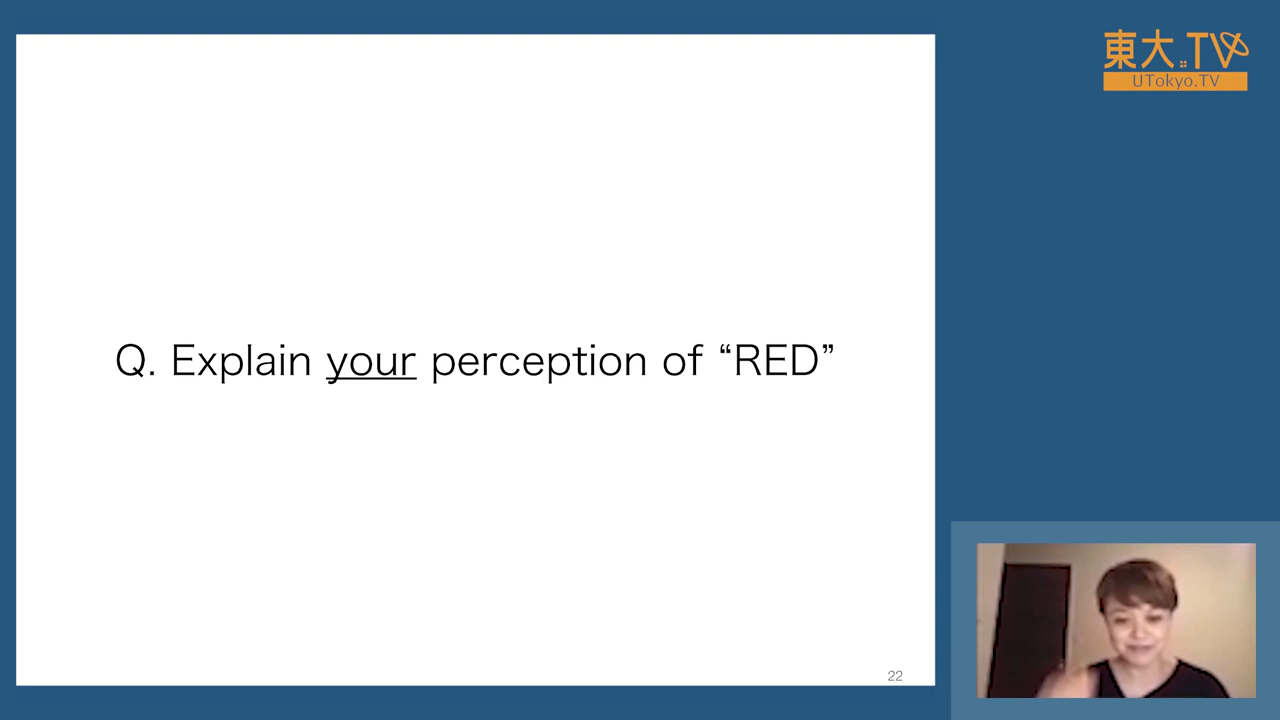 東大.TV
UTokyo.TV
Q. Explain your perception of “RED”
22